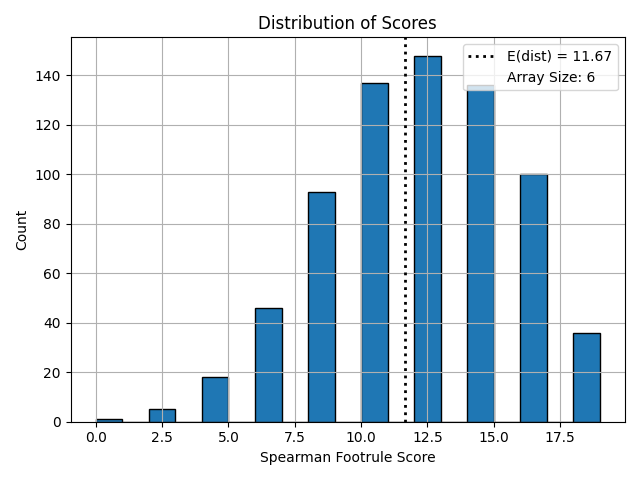 Distribution of Scores
E(dist) = 11.67
Array Size: 6
140
120
100
80
60
40
20
0
Count
0.0 2.5 5.0 7.5 10.0 12.5 15.0 17.5
Spearman Footrule Score